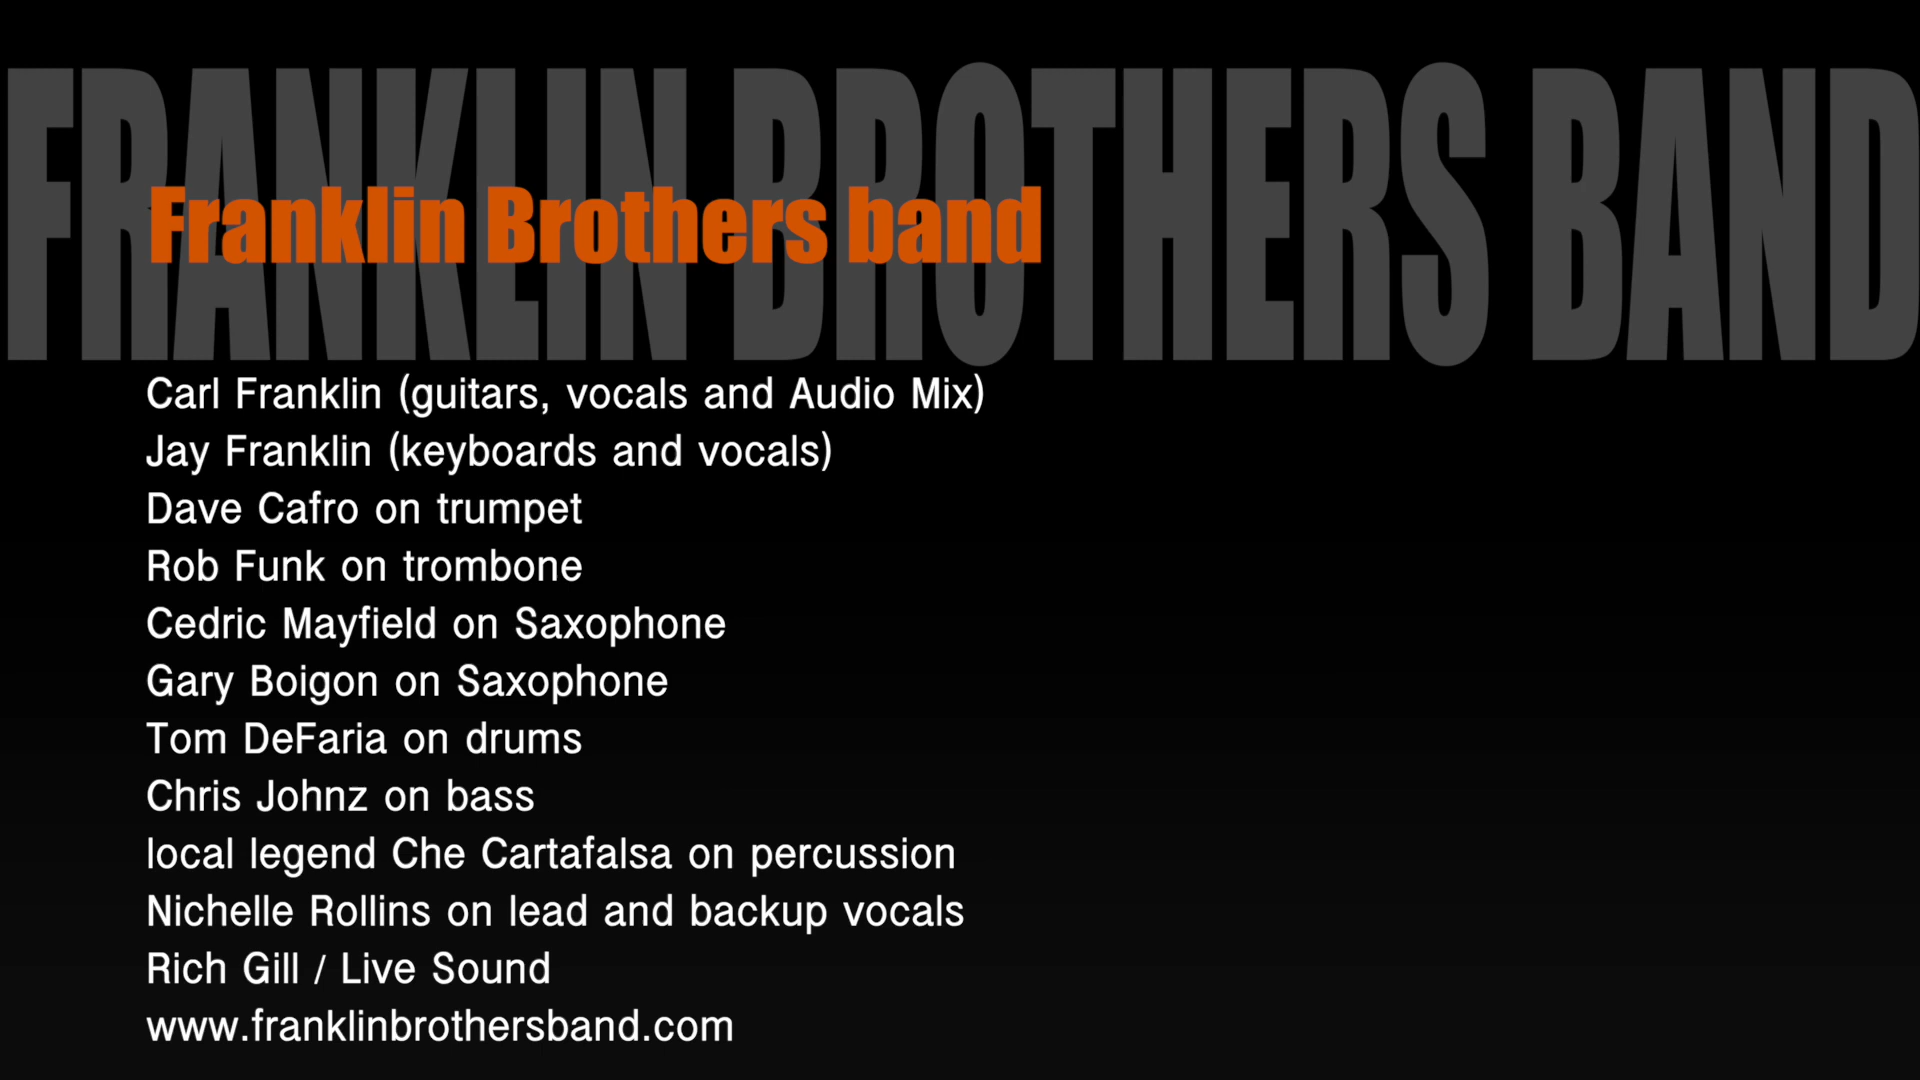 FRANKLIN BROTHERS BAND
Franklin Brothers band
Carl Franklin (guitars, vocals and Audio Mix)
Jay Franklin (keyboards and vocals)
Dave Cafro on trumpet
Rob Funk on trombone
Cedric Mayfield on Saxophone
Gary Boigon on Saxophone
Tom DeFaria on drums
Chris Johnz on bass
local legend Che Cartafalsa on percussion
Nichelle Rollins on lead and backup vocals
Rich Gill / Live Sound
www.franklinbrothersband.com